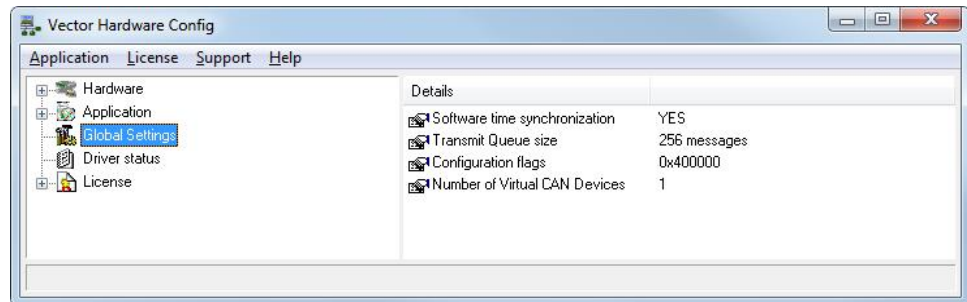 Vector Hardware Config
Application License Support Help
Hardware
Application
Global Settings
Driver status
License
Details
Software time synchronization YES
Transmit Queue size 256 messages
Configuration flags 0x400000
Number of Virtual CAN Devices 1